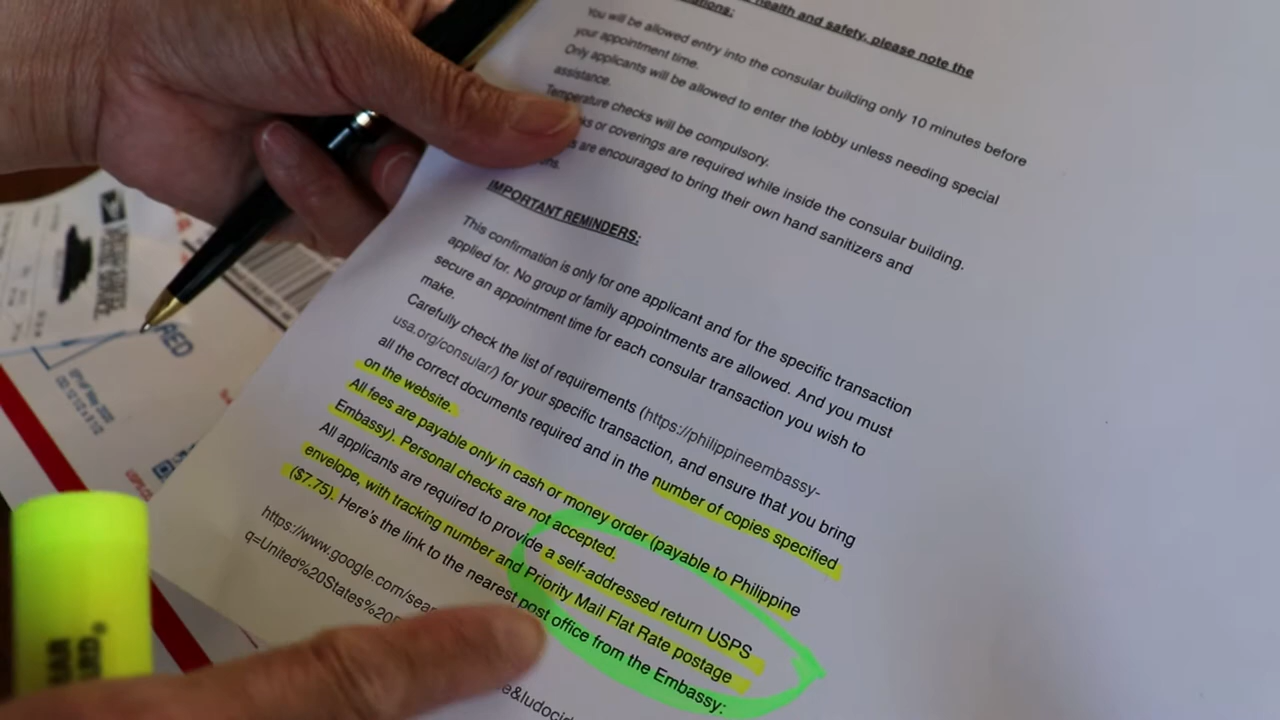 health and safety, please note the
You will be allowed entry into the consular building only 10 minutes before
your appointment time.
Only applicants will be allowed to enter the lobby unless needing special
assistance.
Temperature checks will be compulsory.
or coverings are required while inside the consular building.
are encouraged to bring their own hand sanitizers and
IMPORTANT REMINDERS:
This confirmation is only for one applicant and for the specific transaction
applied for. No group or family appointments are allowed. And you must
secure an appointment time for each consular transaction you wish to
make.
Carefully check the list of requirements (https://philippineembassy-
usa.org/consular/) for your specific transaction, and ensure that you bring
all the correct documents required and in the number of copies specified
on the website.
All fees are payable only in cash or money order (payable to Philippine
Embassy). Personal checks are not accepted.
All applicants are required to provide a self-addressed return USPS
envelope, with tracking number and Priority Mail Flat Rate postage
($7.75). Here's the link to the nearest post office from the Embassy:
https://www.google.com/sear
q=United%20States%20
e&ludocid
RED